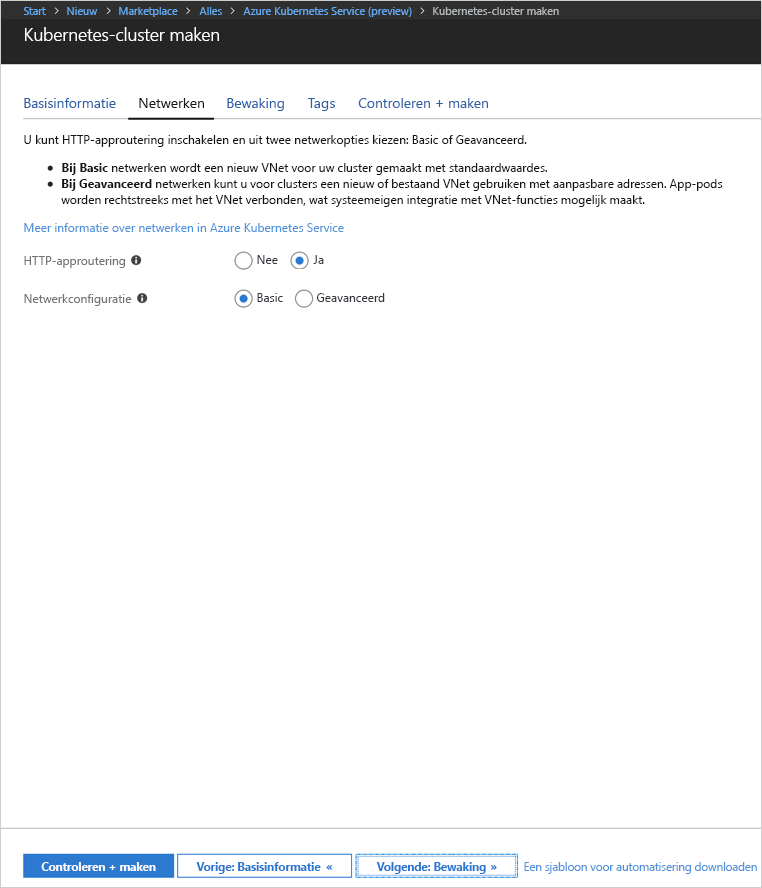 Start > Nieuw > Marketplace > Alles > Azure Kubernetes Service (preview) > Kubernetes-cluster maken
Kubernetes-cluster maken
Basisinformatie Netwerken Bewaking Tags Controleren + maken
U kunt HTTP-approutering inschakelen en uit twee netwerkopties kiezen: Basic of Geavanceerd.
• Bij Basic netwerken wordt een nieuw VNet voor uw cluster gemaakt met standaardwaardes.
• Bij Geavanceerd netwerken kunt u voor clusters een nieuw of bestaand VNet gebruiken met aanpasbare adressen. App-pods
worden rechtstreeks met het VNet verbonden, wat systeemeigen integratie met VNet-functies mogelijk maakt.
Meer informatie over netwerken in Azure Kubernetes Service
HTTP-approutering Nee Ja
Netwerkconfiguratie Basic Geavanceerd
Controleren + maken Vorige: Basisinformatie « Volgende: Bewaking » Een sjabloon voor automatisering downloaden